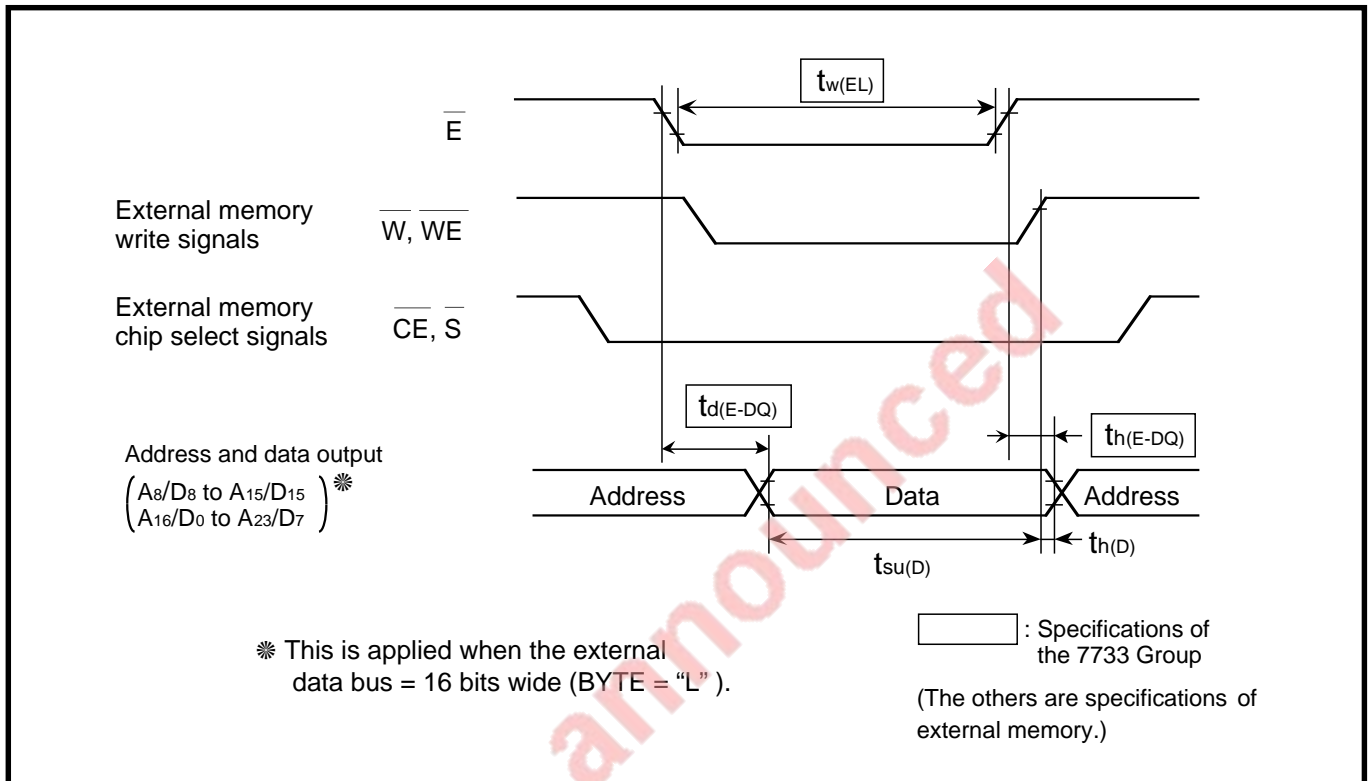 tw(EL)
E
External memory
write signals
W, WE
External memory
chip select signals
CE, S
td(E-DQ)
th(E-DQ)
Address and data output
(A8/D8 to A15/D15
A16/D0 to A23/D7) ※
Address
Data
Address
tsu(D)
th(D)
※ This is applied when the external
data bus = 16 bits wide (BYTE = “L” ).
: Specifications of
the 7733 Group
(The others are specifications of
external memory.)
announced